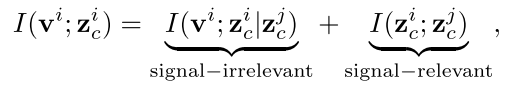 I(v^i; z_c^i) = I(v^i; z_c^i | z_c^j) + I(z_c^i; z_c^j),
signal−irrelevant signal−relevant